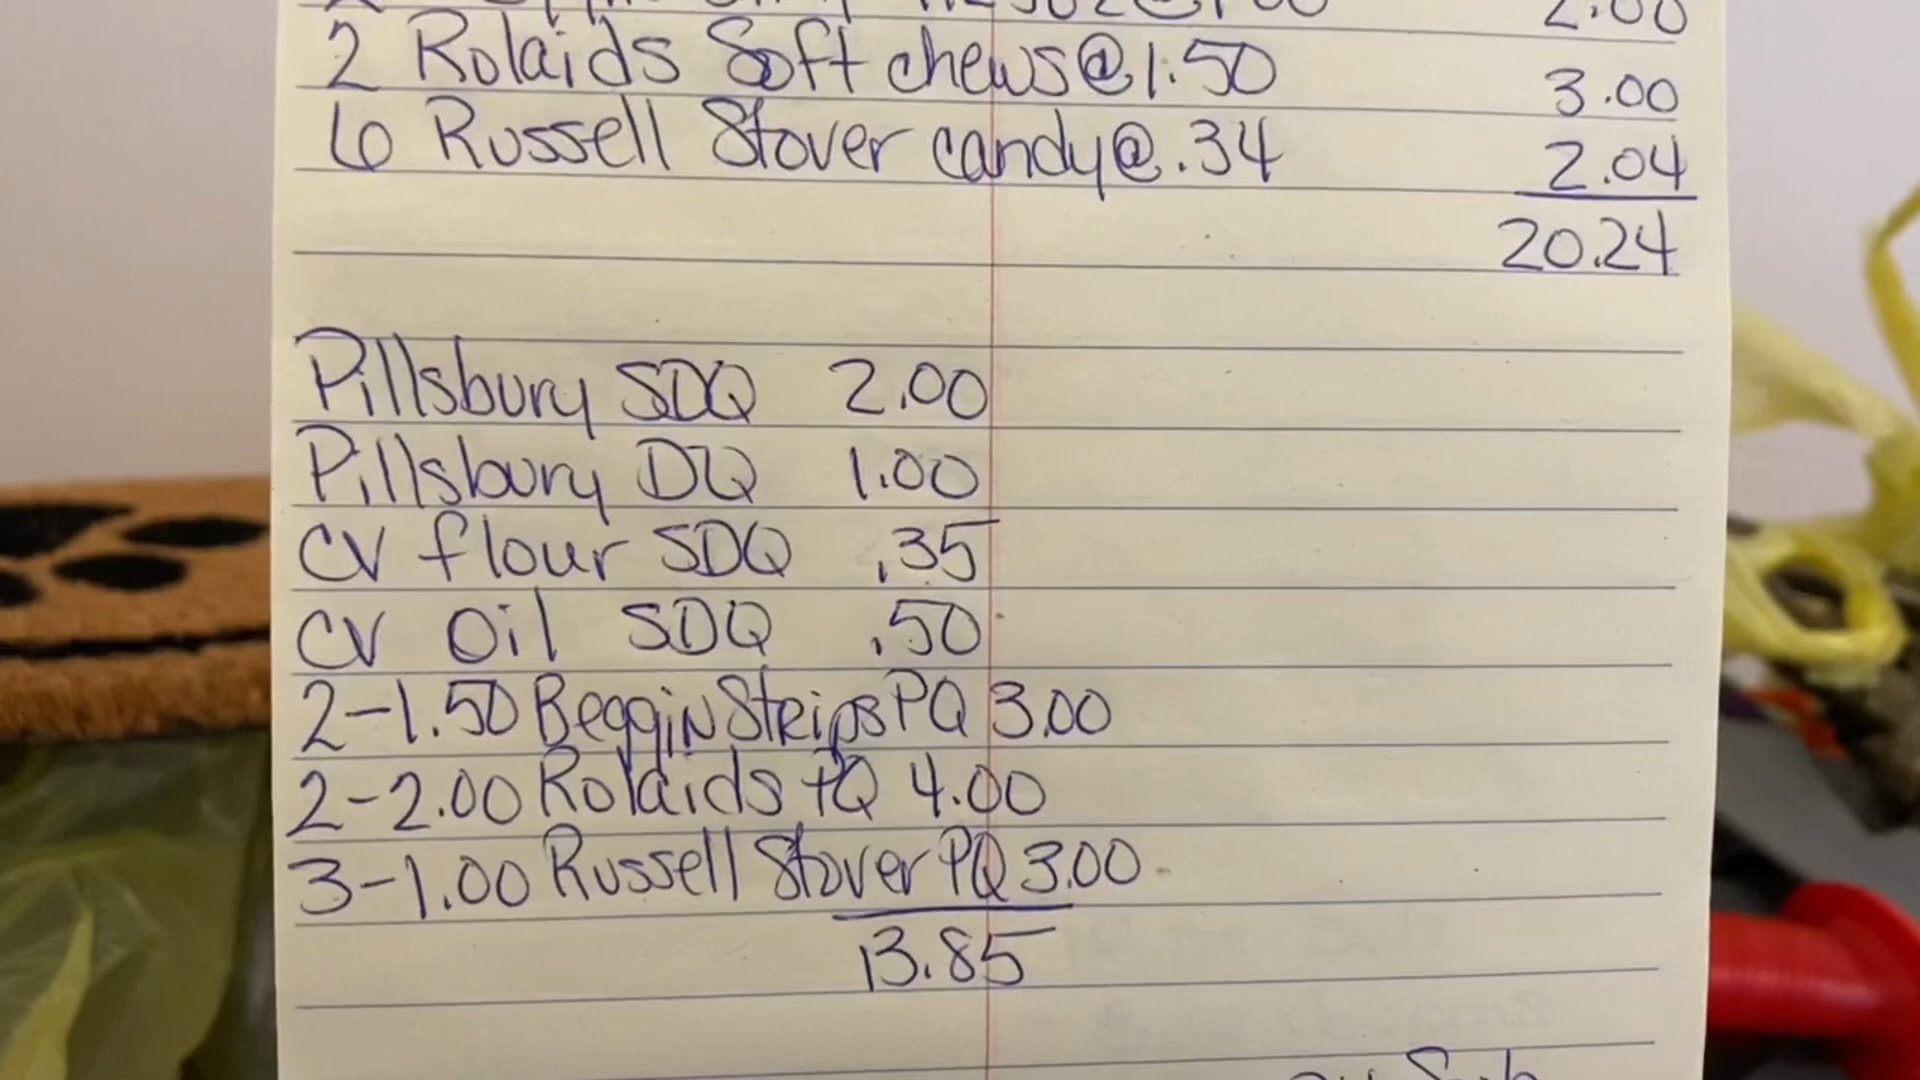 2.00
2 Rolaids Soft chews@1.50 3.00
6 Russell Stover candy@.34 2.04
20.24
Pillsbury SDQ 2.00
Pillsbury DQ 1.00
CV flour SDQ .35
CV Oil SDQ .50
2-1.50 Beggin Strips PQ 3.00
2-2.00 Rolaids PQ 4.00
3-1.00 Russell Stover PQ 3.00
13.85